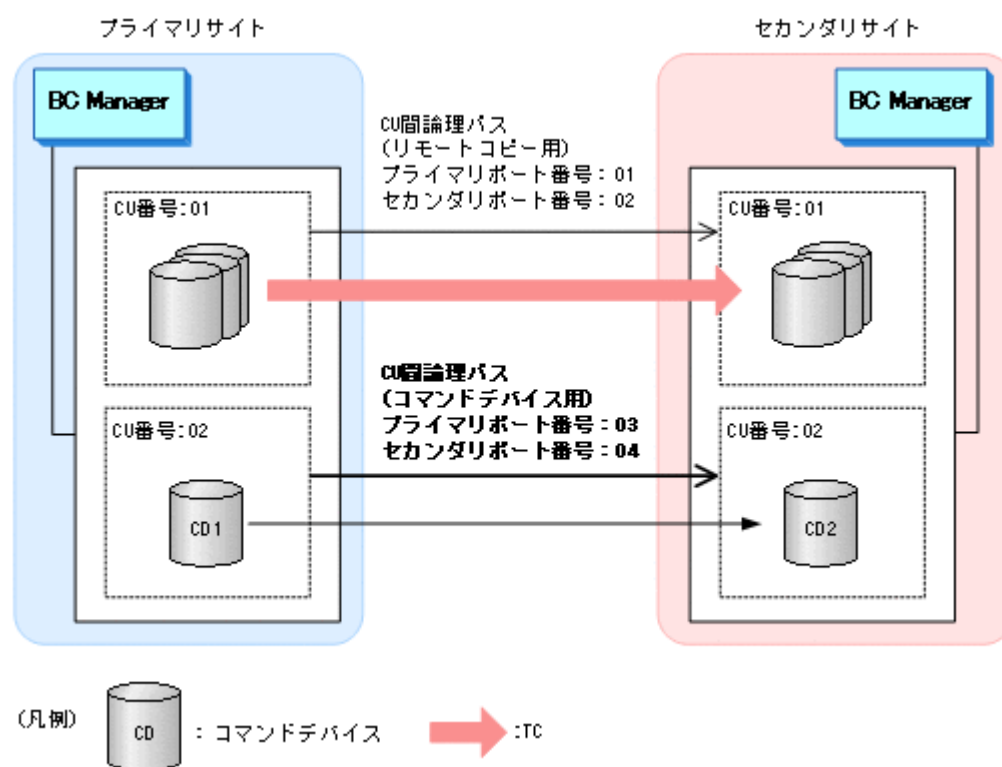 プライマリサイト
セカンダリサイト
BC Manager
BC Manager
CU間論理パス
(リモートコピー用)
プライマリポート番号：01
セカンダリポート番号：02
CU番号:01
CU番号:01
CU間論理パス
(コマンドデバイス用)
プライマリポート番号：03
セカンダリポート番号：04
CU番号:02
CU番号:02
CD1
CD2
(凡例)
CD
：コマンドデバイス
:TC